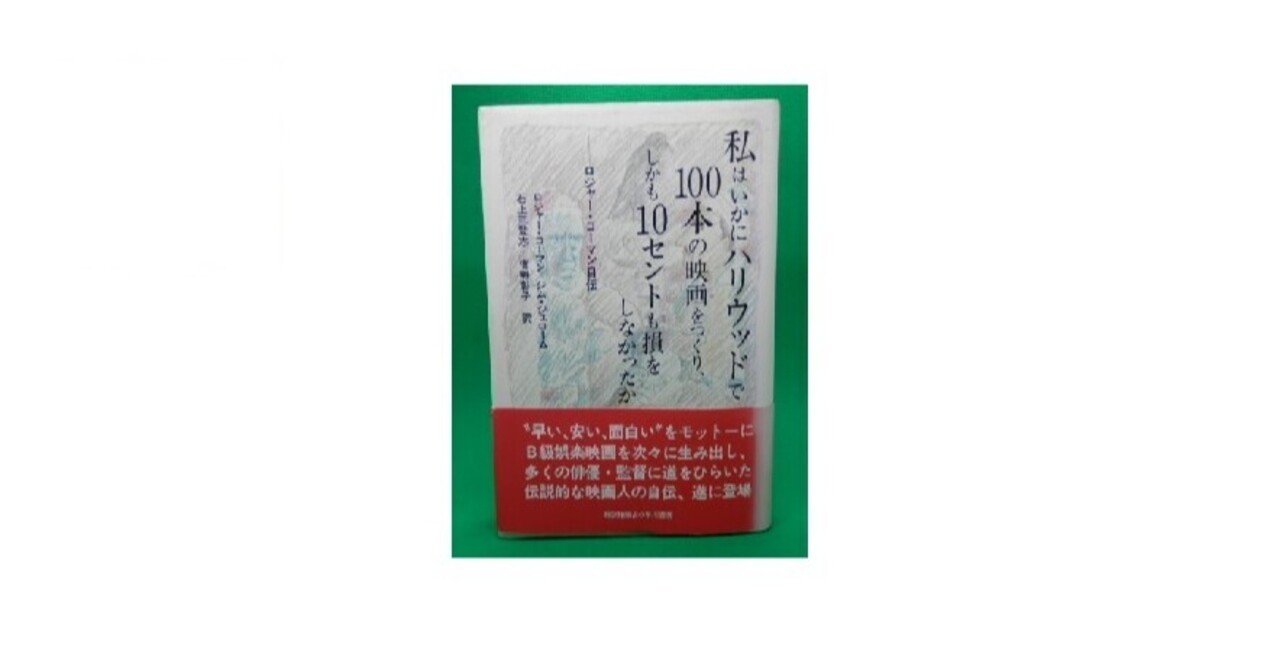 私はいかにハリウッドで
100本の映画をつくり、
しかも10セントも損を
しなかったか
ロジャー・コーマン自伝
ロジャー・コーマン／ジム・ジェローム
石上三登志 子 訳
〝早い、安い、面白い〟をモットーに
B級娯楽映画を次々に生み出し、
多くの俳優・監督に道をひらいた
伝説的な映画人の自伝、遂に登場